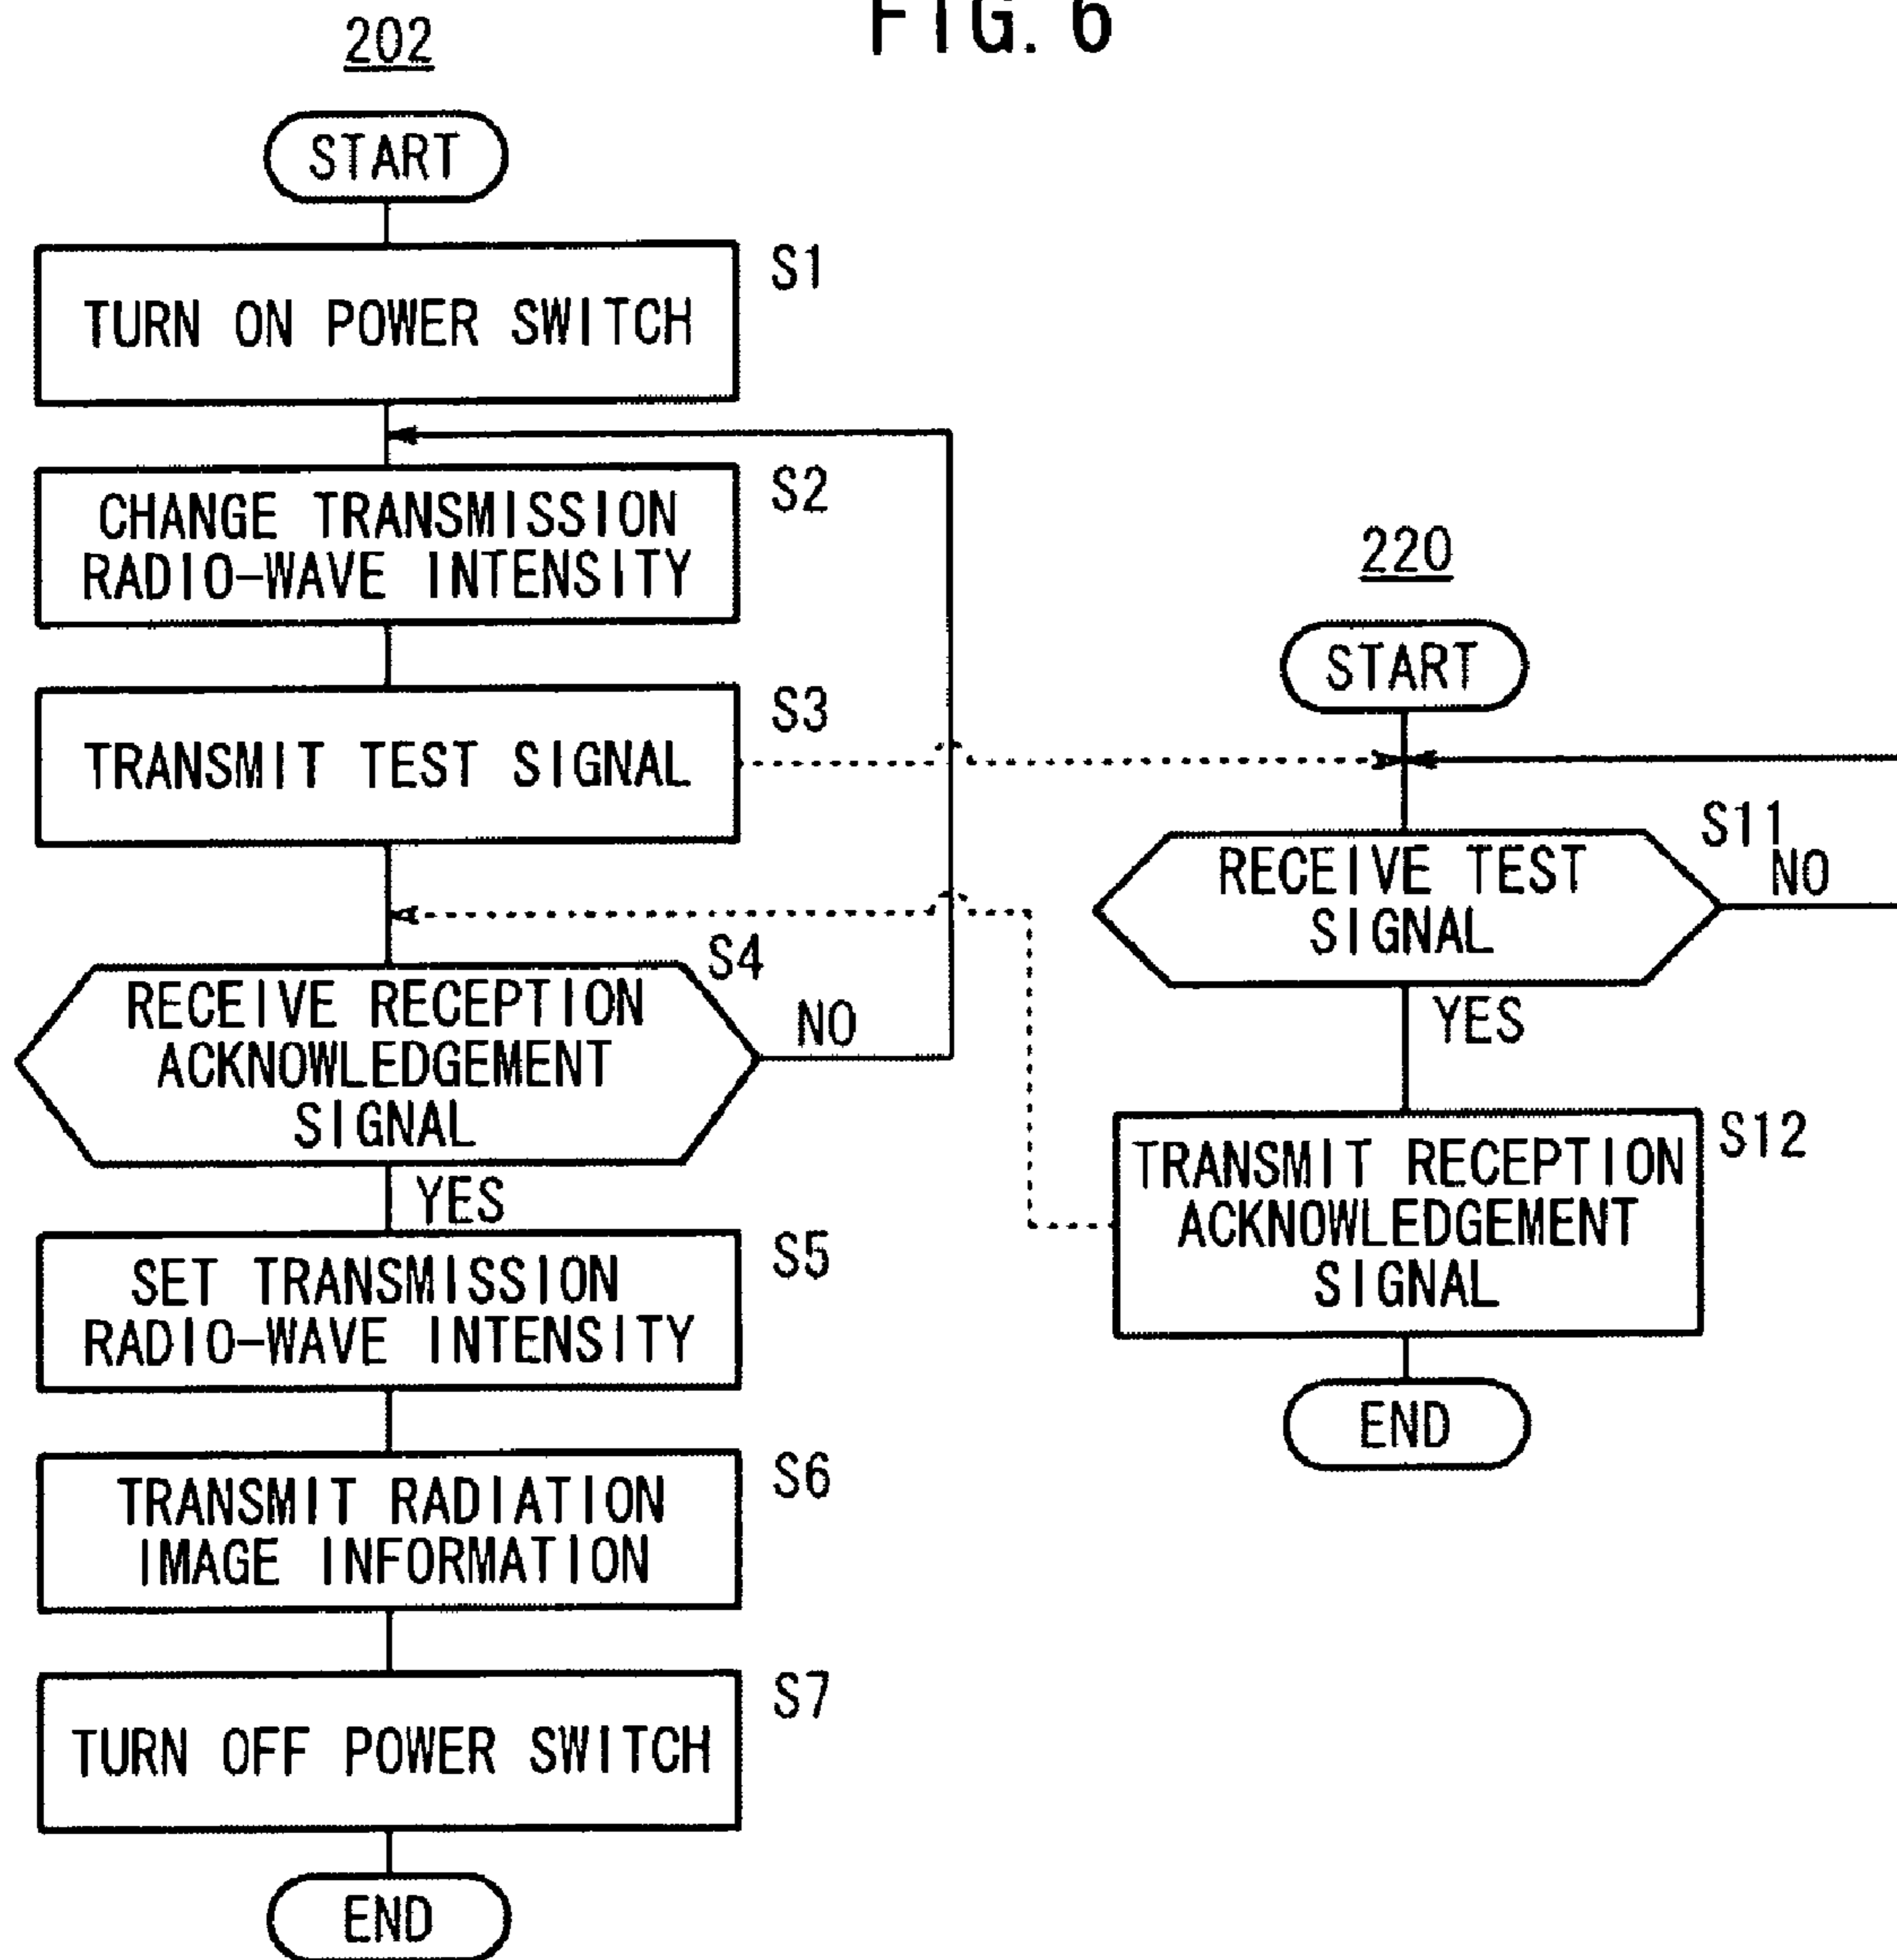 FIG. 6
202
START
S1
TURN ON POWER SWITCH
S2
CHANGE TRANSMISSION
RADIO-WAVE INTENSITY
S3
TRANSMIT TEST SIGNAL
S4
RECEIVE RECEPTION
ACKNOWLEDGEMENT
SIGNAL
NO
YES
S5
SET TRANSMISSION
RADIO-WAVE INTENSITY
S6
TRANSMIT RADIATION
IMAGE INFORMATION
S7
TURN OFF POWER SWITCH
END
220
START
S11
RECEIVE TEST
SIGNAL
NO
YES
S12
TRANSMIT RECEPTION
ACKNOWLEDGEMENT
SIGNAL
END